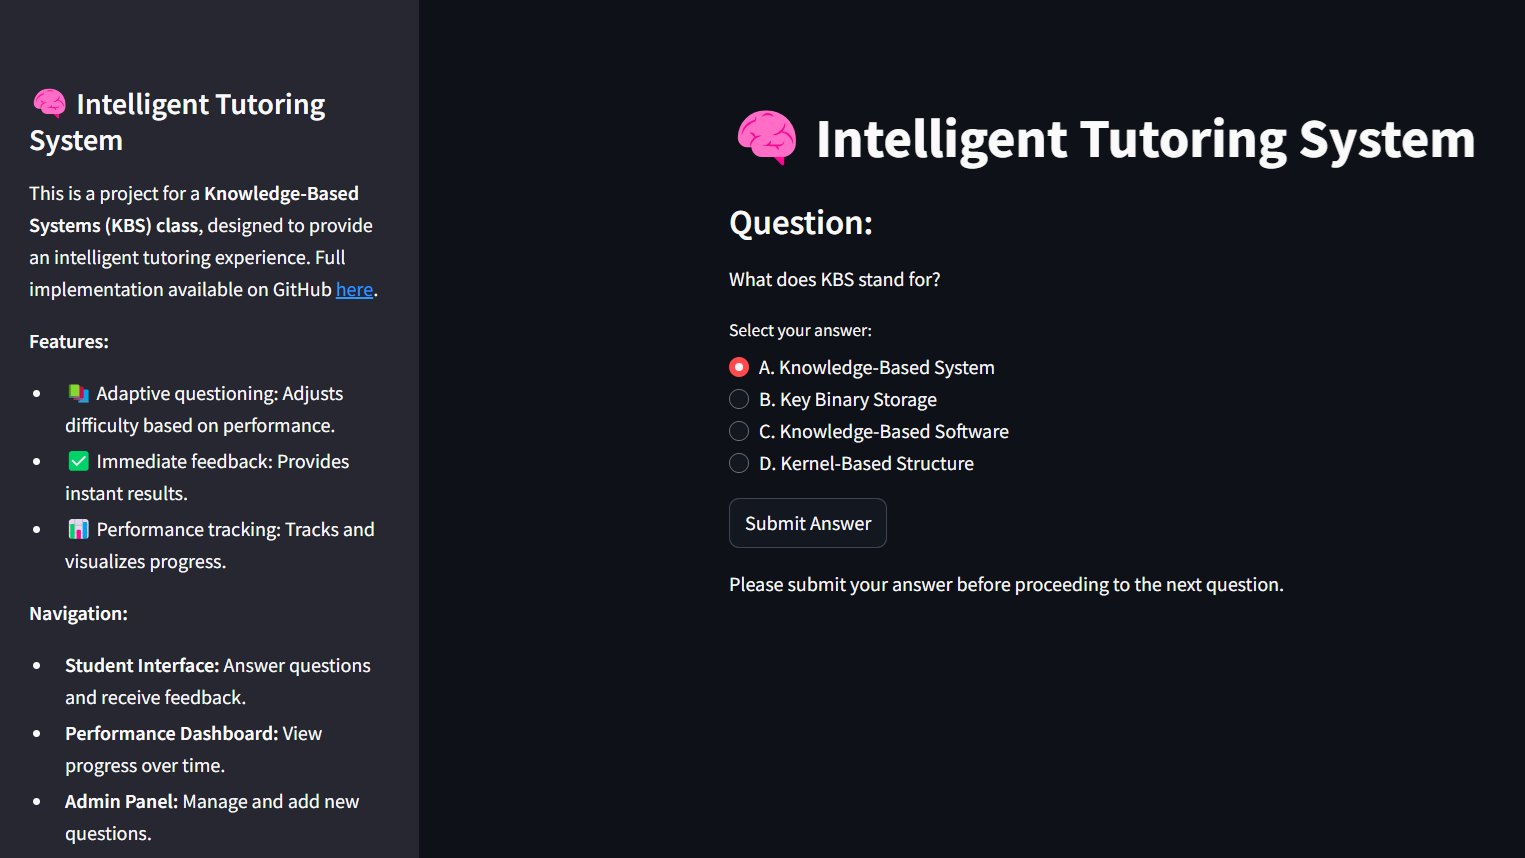 🧠 Intelligent Tutoring
System
This is a project for a Knowledge-Based
Systems (KBS) class, designed to provide
an intelligent tutoring experience. Full
implementation available on GitHub here.
Features:
• 📚 Adaptive questioning: Adjusts
difficulty based on performance.
• ✅ Immediate feedback: Provides
instant results.
• 📊 Performance tracking: Tracks and
visualizes progress.
Navigation:
• Student Interface: Answer questions
and receive feedback.
• Performance Dashboard: View
progress over time.
• Admin Panel: Manage and add new
questions.
🧠 Intelligent Tutoring System
Question:
What does KBS stand for?
Select your answer:
A. Knowledge-Based System
B. Key Binary Storage
C. Knowledge-Based Software
D. Kernel-Based Structure
Submit Answer
Please submit your answer before proceeding to the next question.